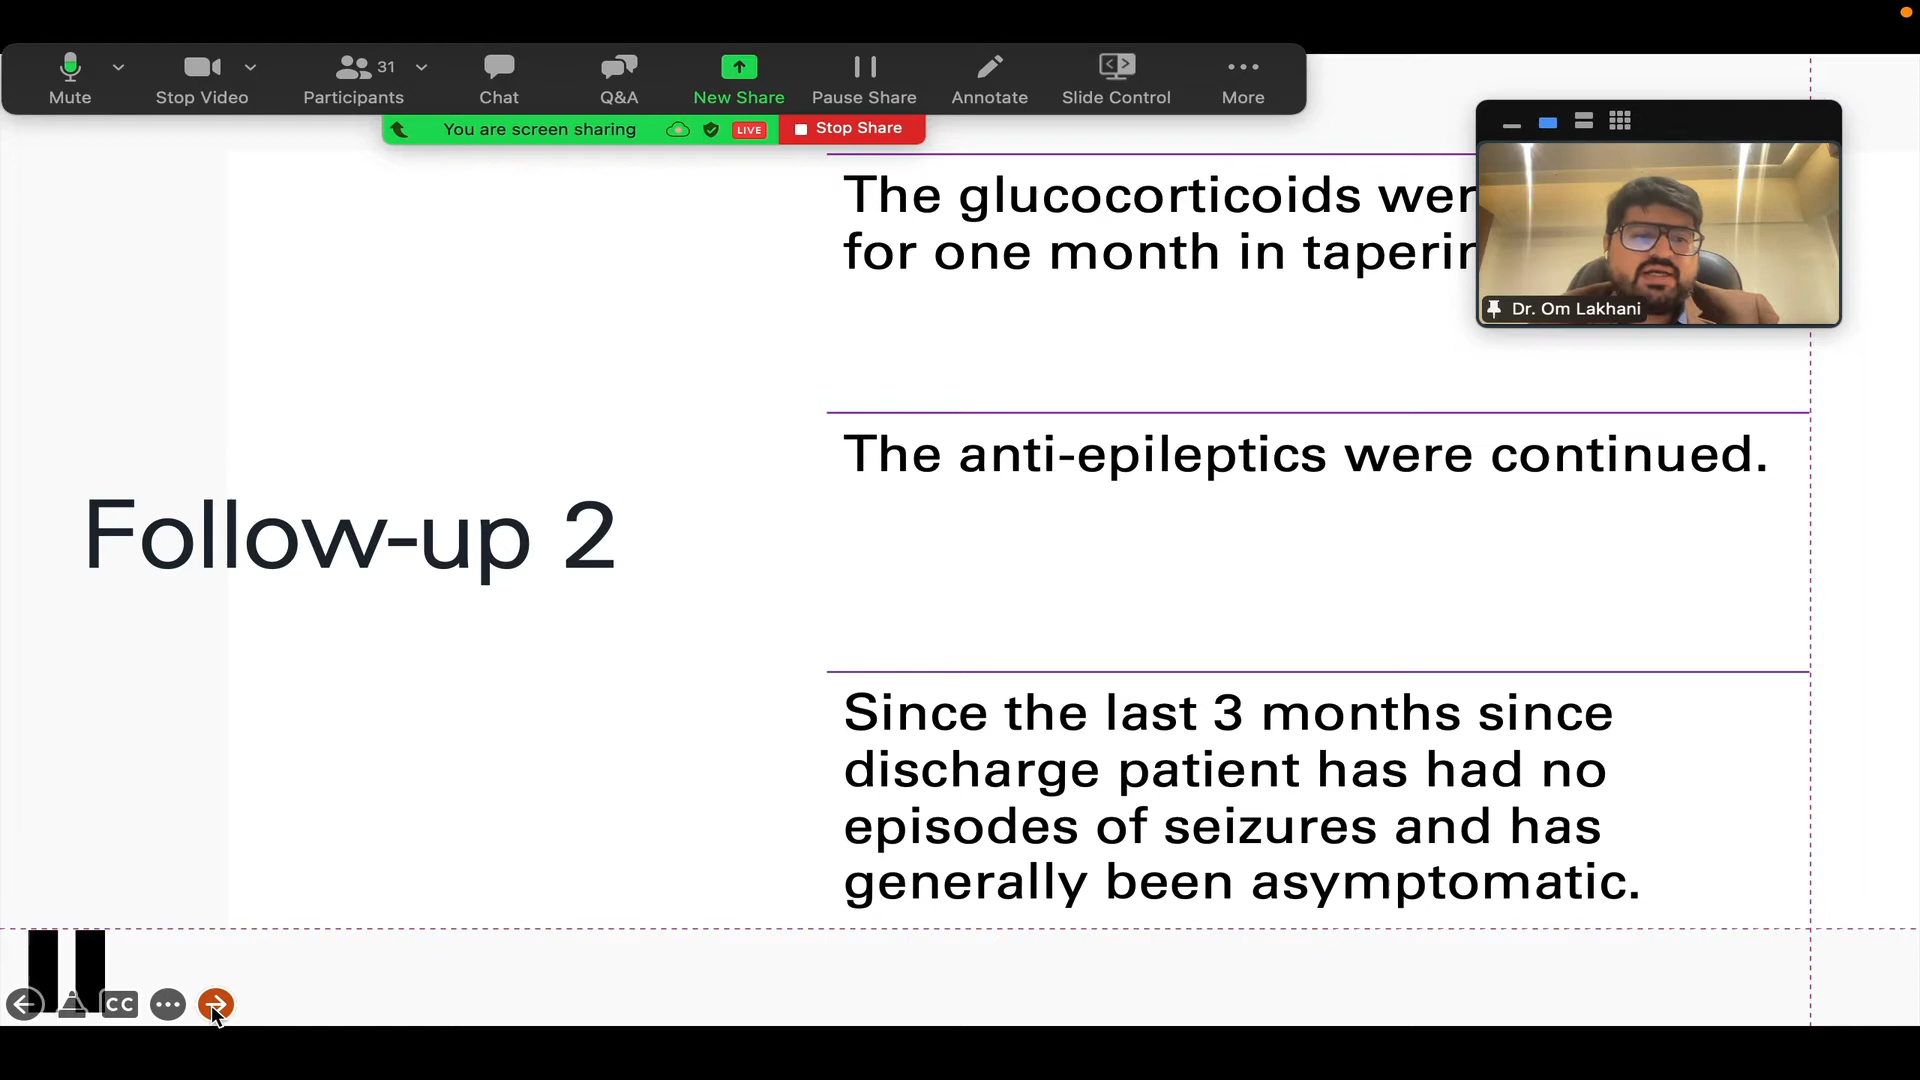 Mute
Stop Video
31
Participants
Chat
Q&A
New Share
Pause Share
Annotate
Slide Control
More
You are screen sharing
LIVE
Stop Share
The glucocorticoids wer
for one month in taperin
Dr. Om Lakhani
The anti-epileptics were continued.
Follow-up 2
Since the last 3 months since
discharge patient has had no
episodes of seizures and has
generally been asymptomatic.
CC